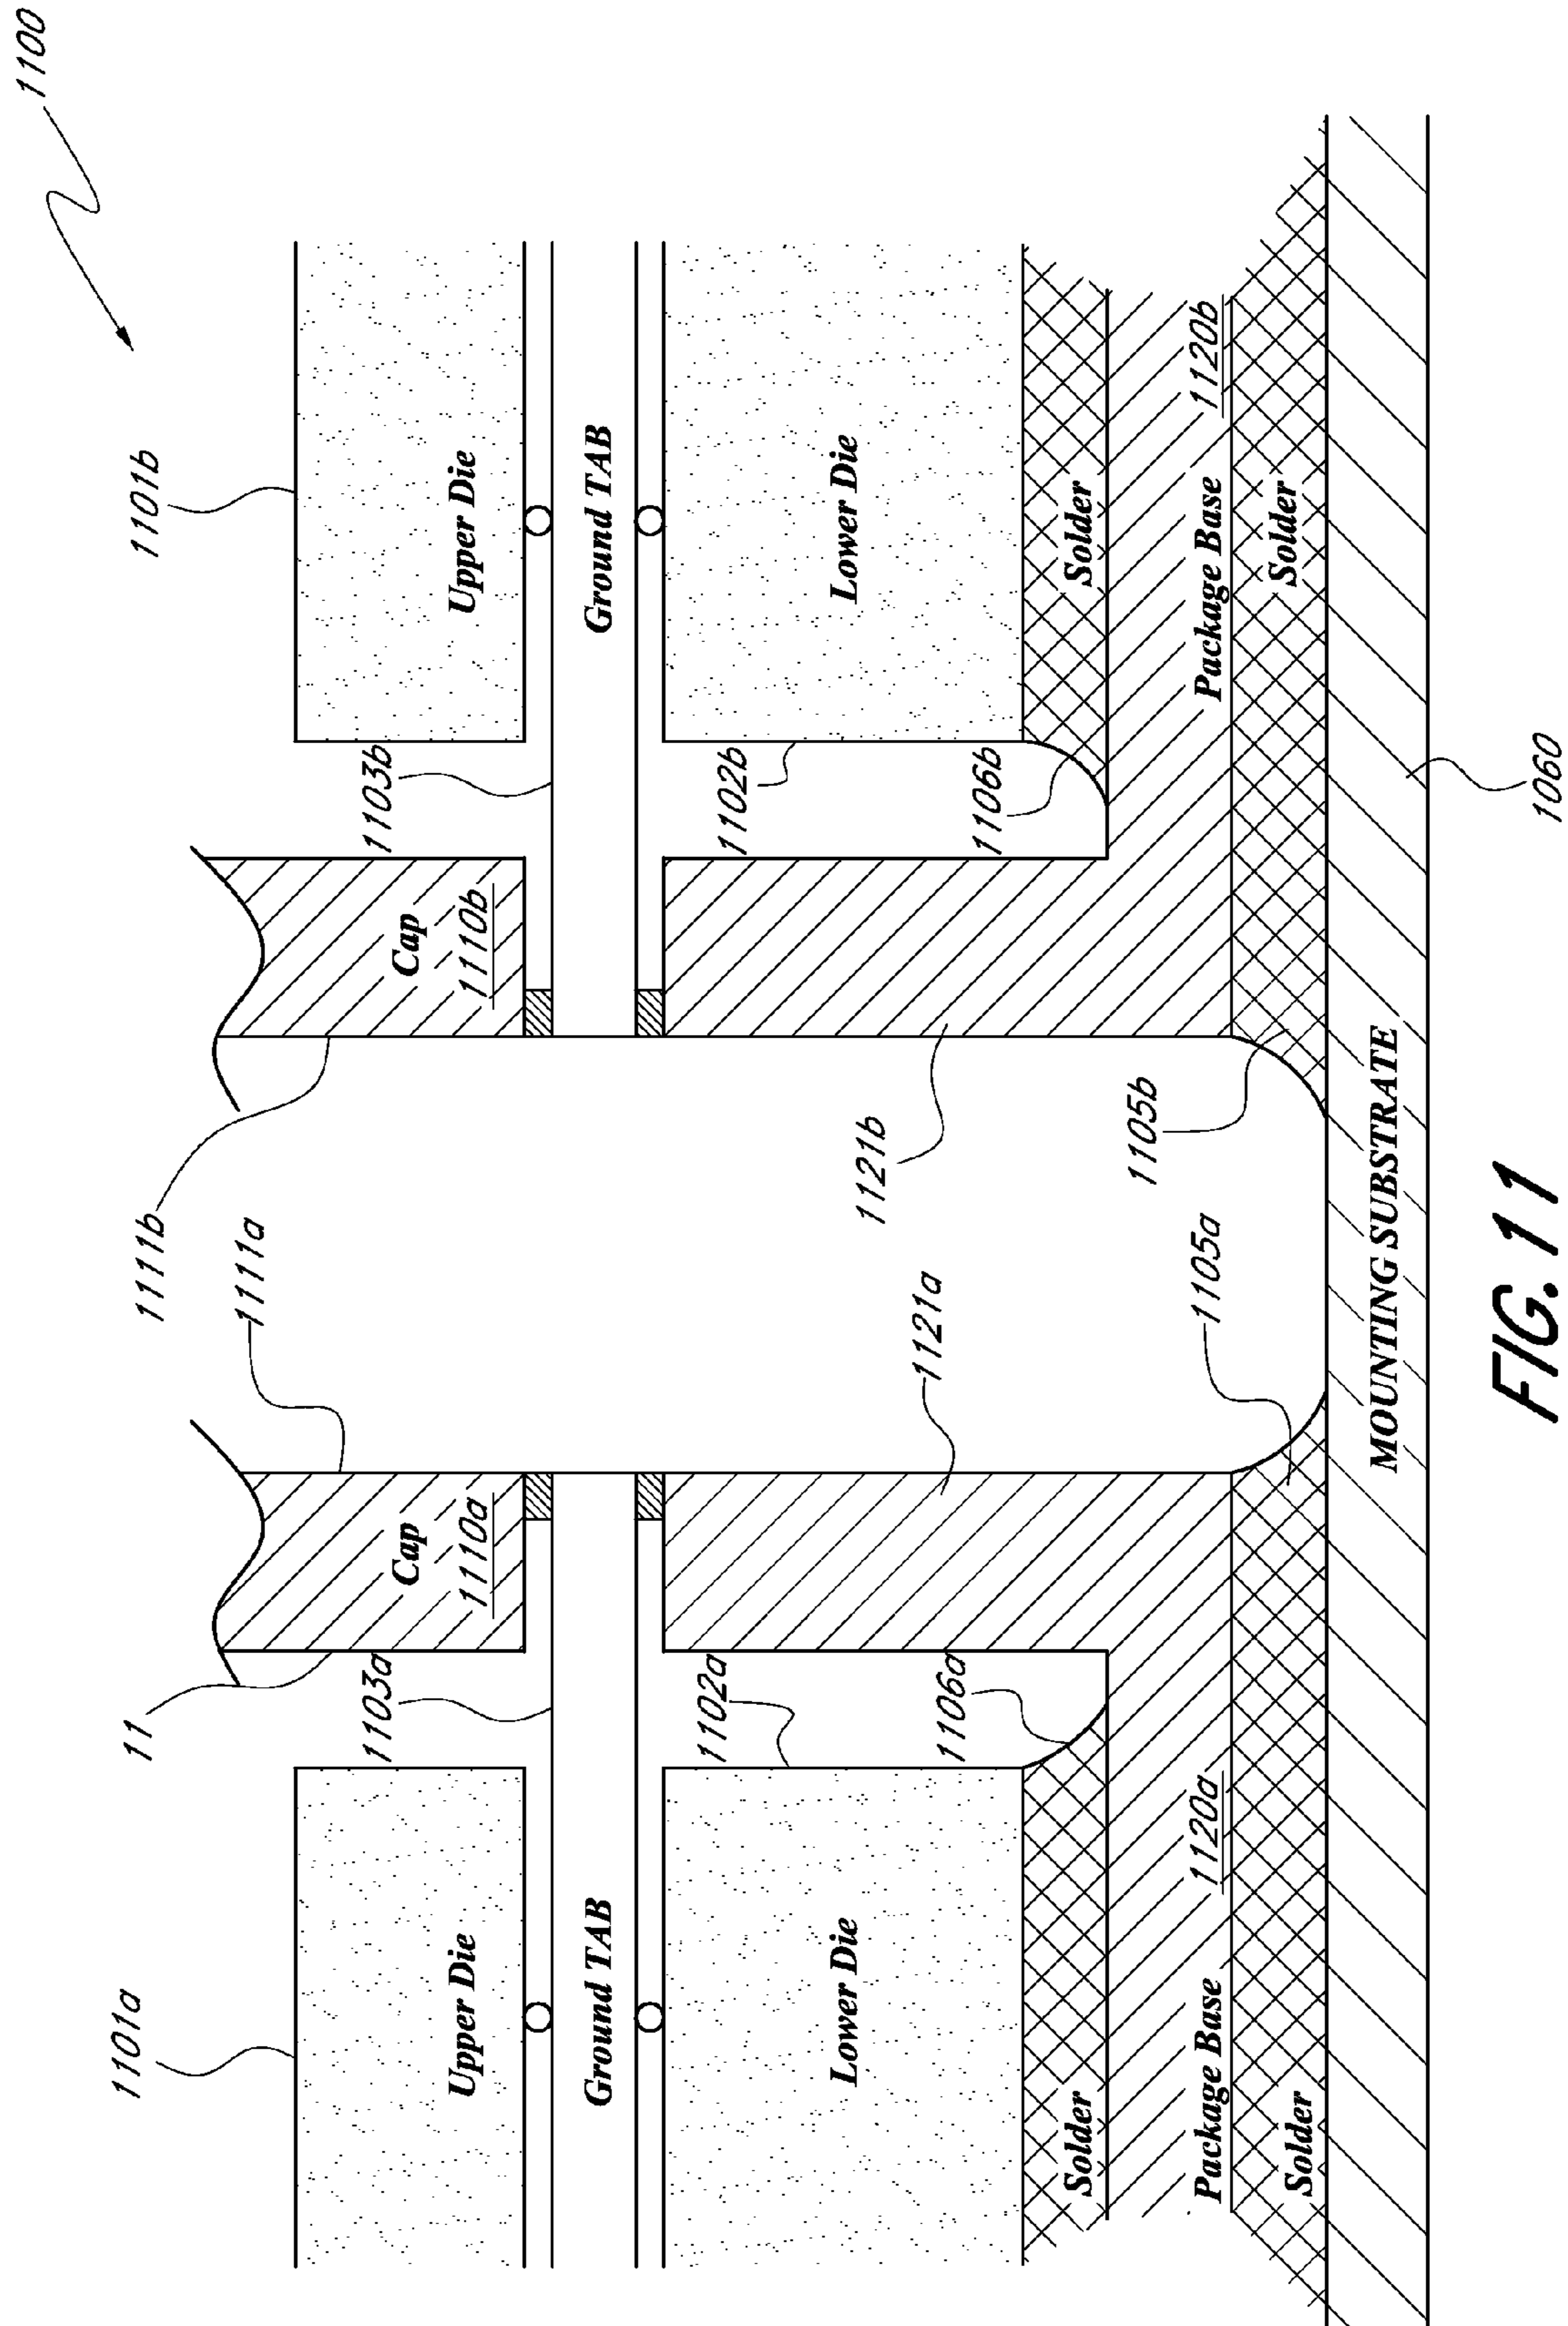 1100
1101a
1101b
11
1111a
1111b
Upper Die
1103a
Cap
1110a
Cap
1110b
1103b
Upper Die
Ground TAB
Ground TAB
Lower Die
1102a
1102b
Lower Die
1121a
1121b
Solder
1106a
1106b
Solder
Package Base
1120a
1105a
1105b
Package Base
1120b
Solder
Solder
MOUNTING SUBSTRATE
1060
FIG. 11